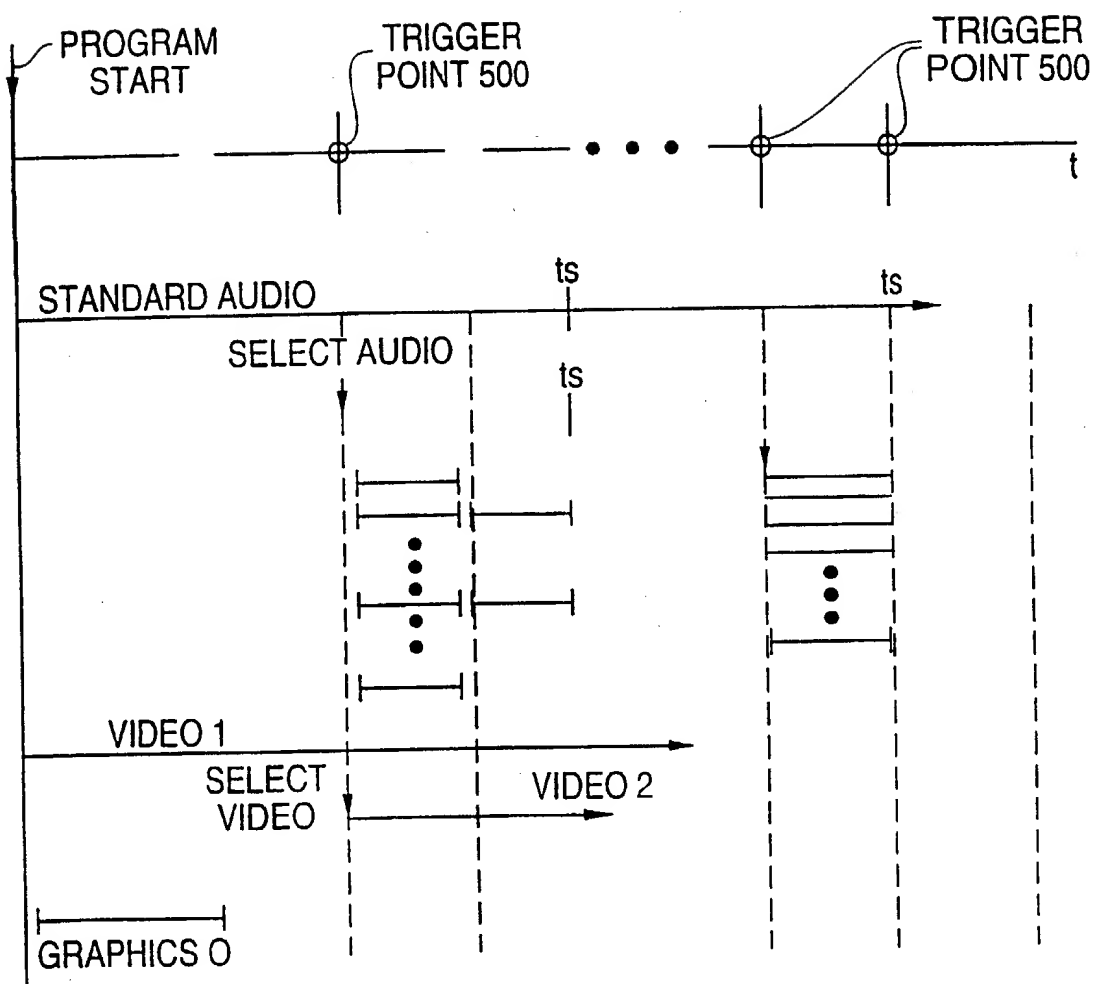 PROGRAM
START
TRIGGER
POINT 500
TRIGGER
POINT 500
t
STANDARD AUDIO
ts
ts
SELECT AUDIO
ts
VIDEO 1
SELECT
VIDEO
VIDEO 2
GRAPHICS O